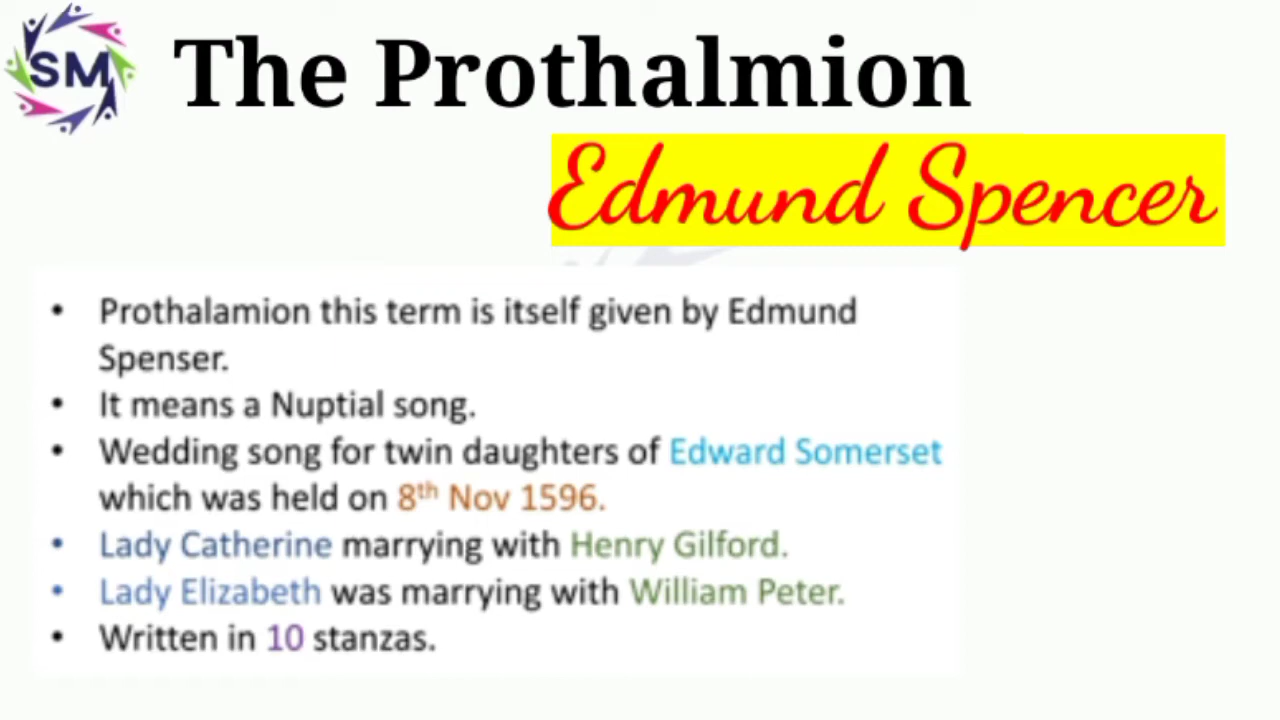 SM
The Prothalmion
Edmund Spencer
• Prothalamion this term is itself given by Edmund
Spenser.
• It means a Nuptial song.
• Wedding song for twin daughters of Edward Somerset
which was held on 8th Nov 1596.
• Lady Catherine marrying with Henry Gilford.
• Lady Elizabeth was marrying with William Peter.
• Written in 10 stanzas.